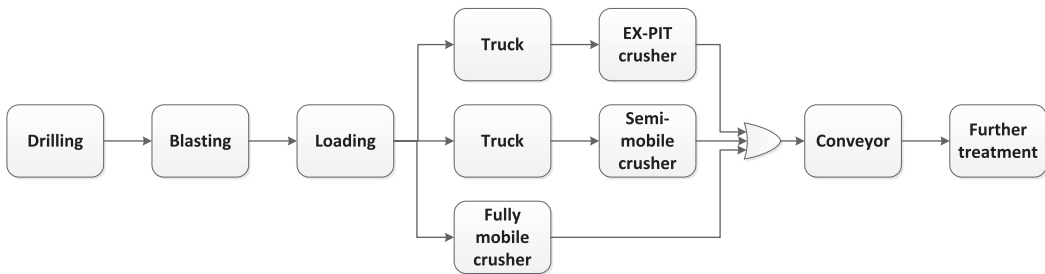 Truck
EX-PIT
crusher
Drilling
Blasting
Loading
Truck
Semi-
mobile
crusher
Conveyor
Further
treatment
Fully
mobile
crusher